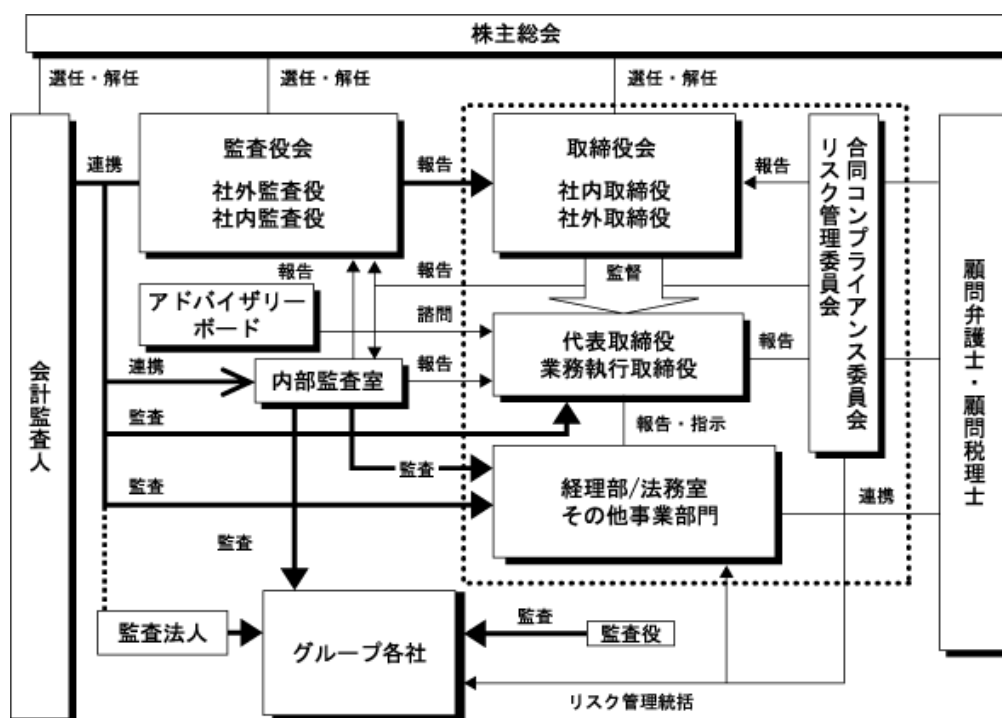 株主総会
選任・解任
選任・解任
選任・解任
監査役会
社外監査役
社内監査役
取締役会
社内取締役
社外取締役
合同コンプライアンス委員会
リスク管理委員会
連携
報告
報告
報告
報告
監督
アドバイザリー
ボード
諮問
代表取締役
業務執行取締役
報告
顧問弁護士・顧問税理士
会計監査人
連携
内部監査室
報告
監査
報告・指示
監査
監査
経理部/法務室
その他事業部門
連携
監査
監査法人
グループ各社
監査
監査役
リスク管理統括